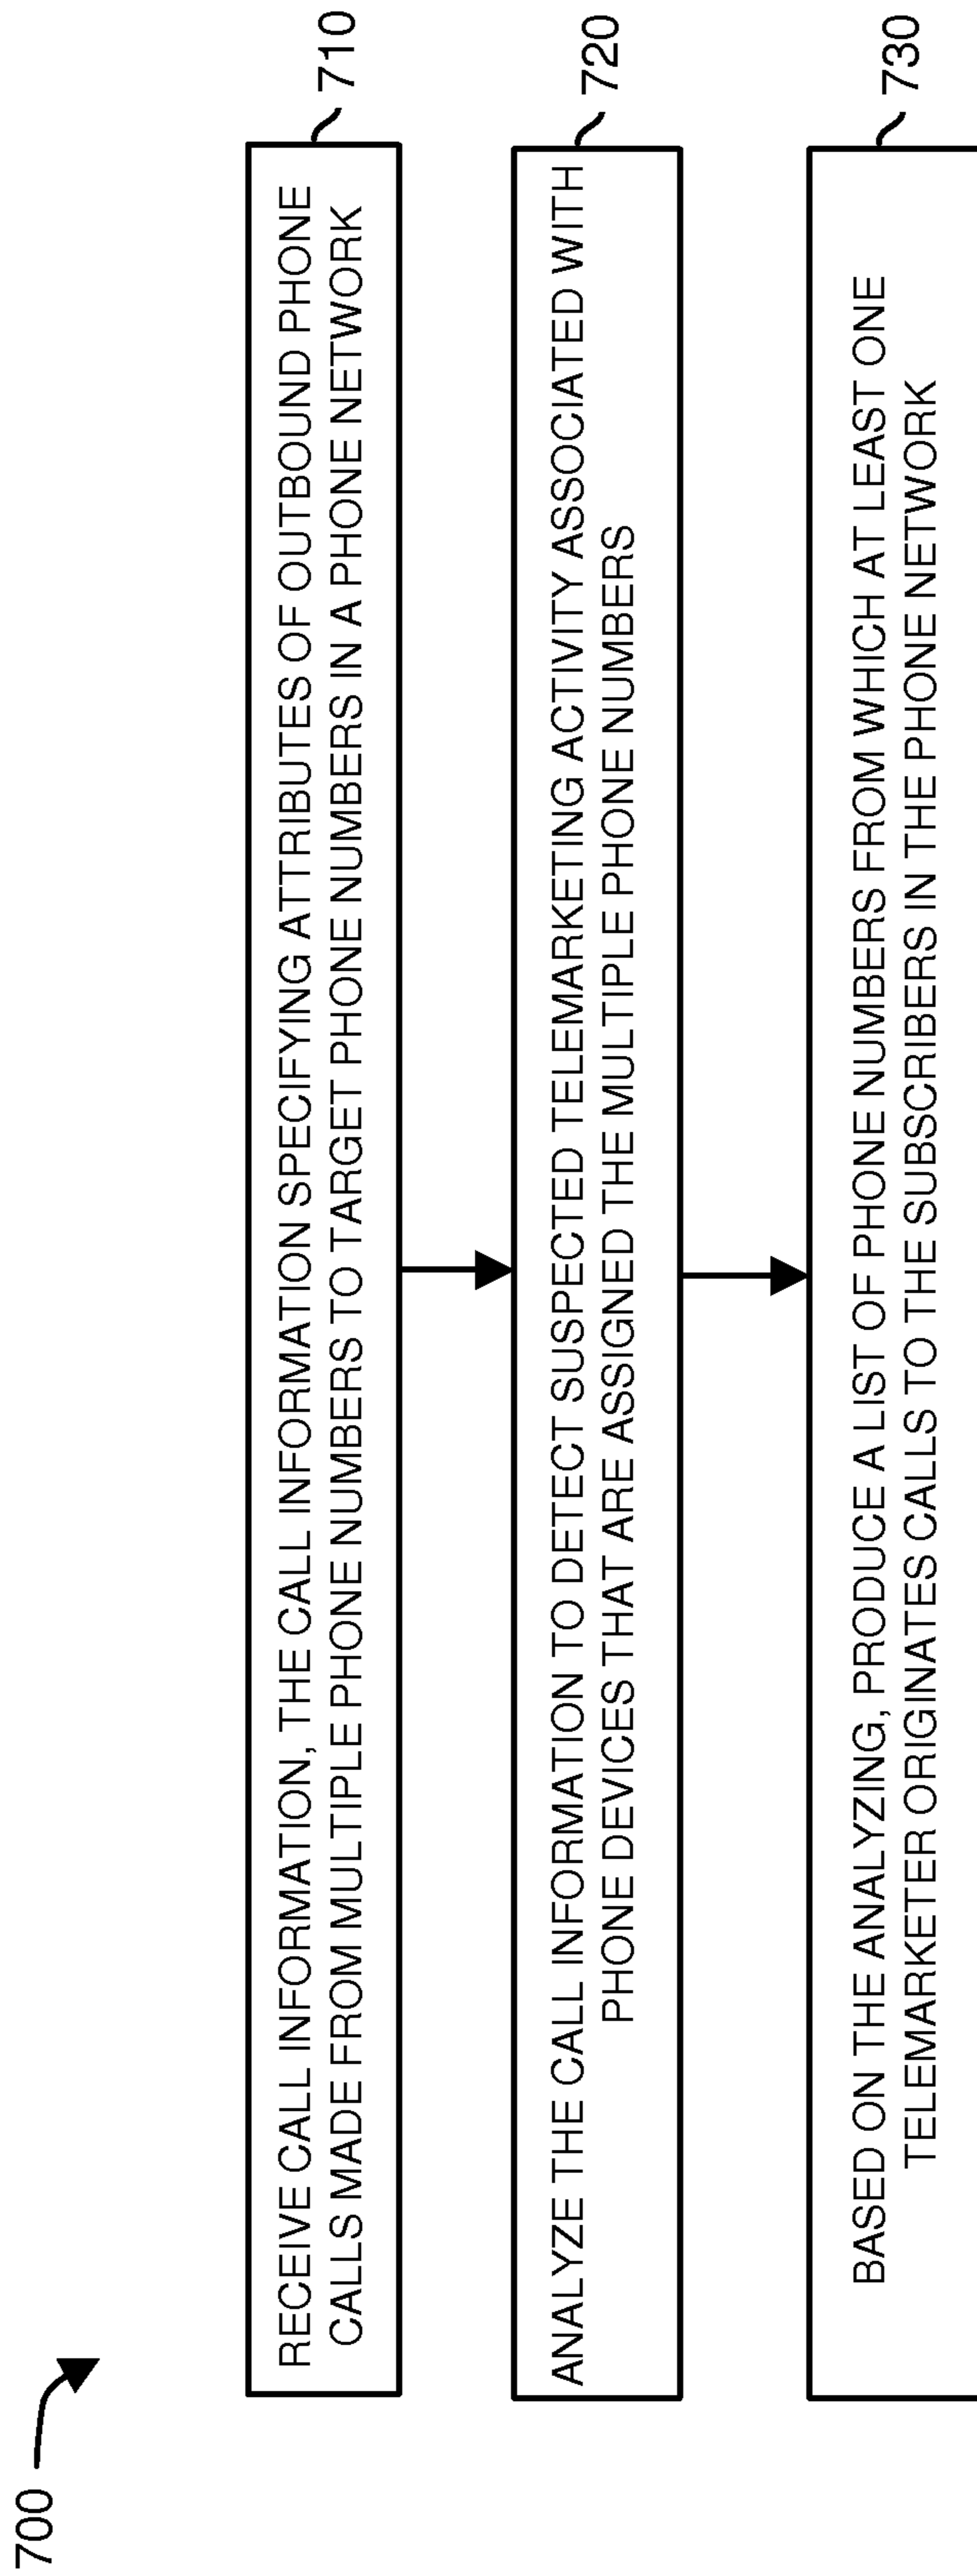 700
RECEIVE CALL INFORMATION, THE CALL INFORMATION SPECIFYING ATTRIBUTES OF OUTBOUND PHONE
CALLS MADE FROM MULTIPLE PHONE NUMBERS TO TARGET PHONE NUMBERS IN A PHONE NETWORK
710
ANALYZE THE CALL INFORMATION TO DETECT SUSPECTED TELEMARKETING ACTIVITY ASSOCIATED WITH
PHONE DEVICES THAT ARE ASSIGNED THE MULTIPLE PHONE NUMBERS
720
BASED ON THE ANALYZING, PRODUCE A LIST OF PHONE NUMBERS FROM WHICH AT LEAST ONE
TELEMARKETER ORIGINATES CALLS TO THE SUBSCRIBERS IN THE PHONE NETWORK
730